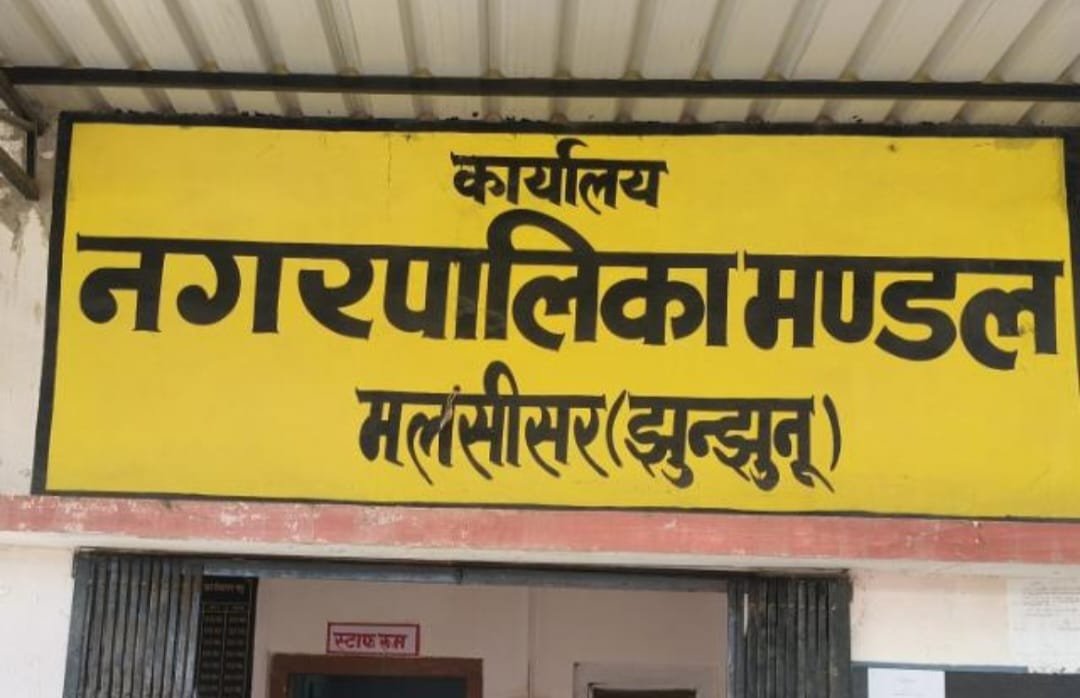 कार्यालय
नगरपालिका मण्डल
मलसीसर (झुन्झुनू)
स्टाफ रूम